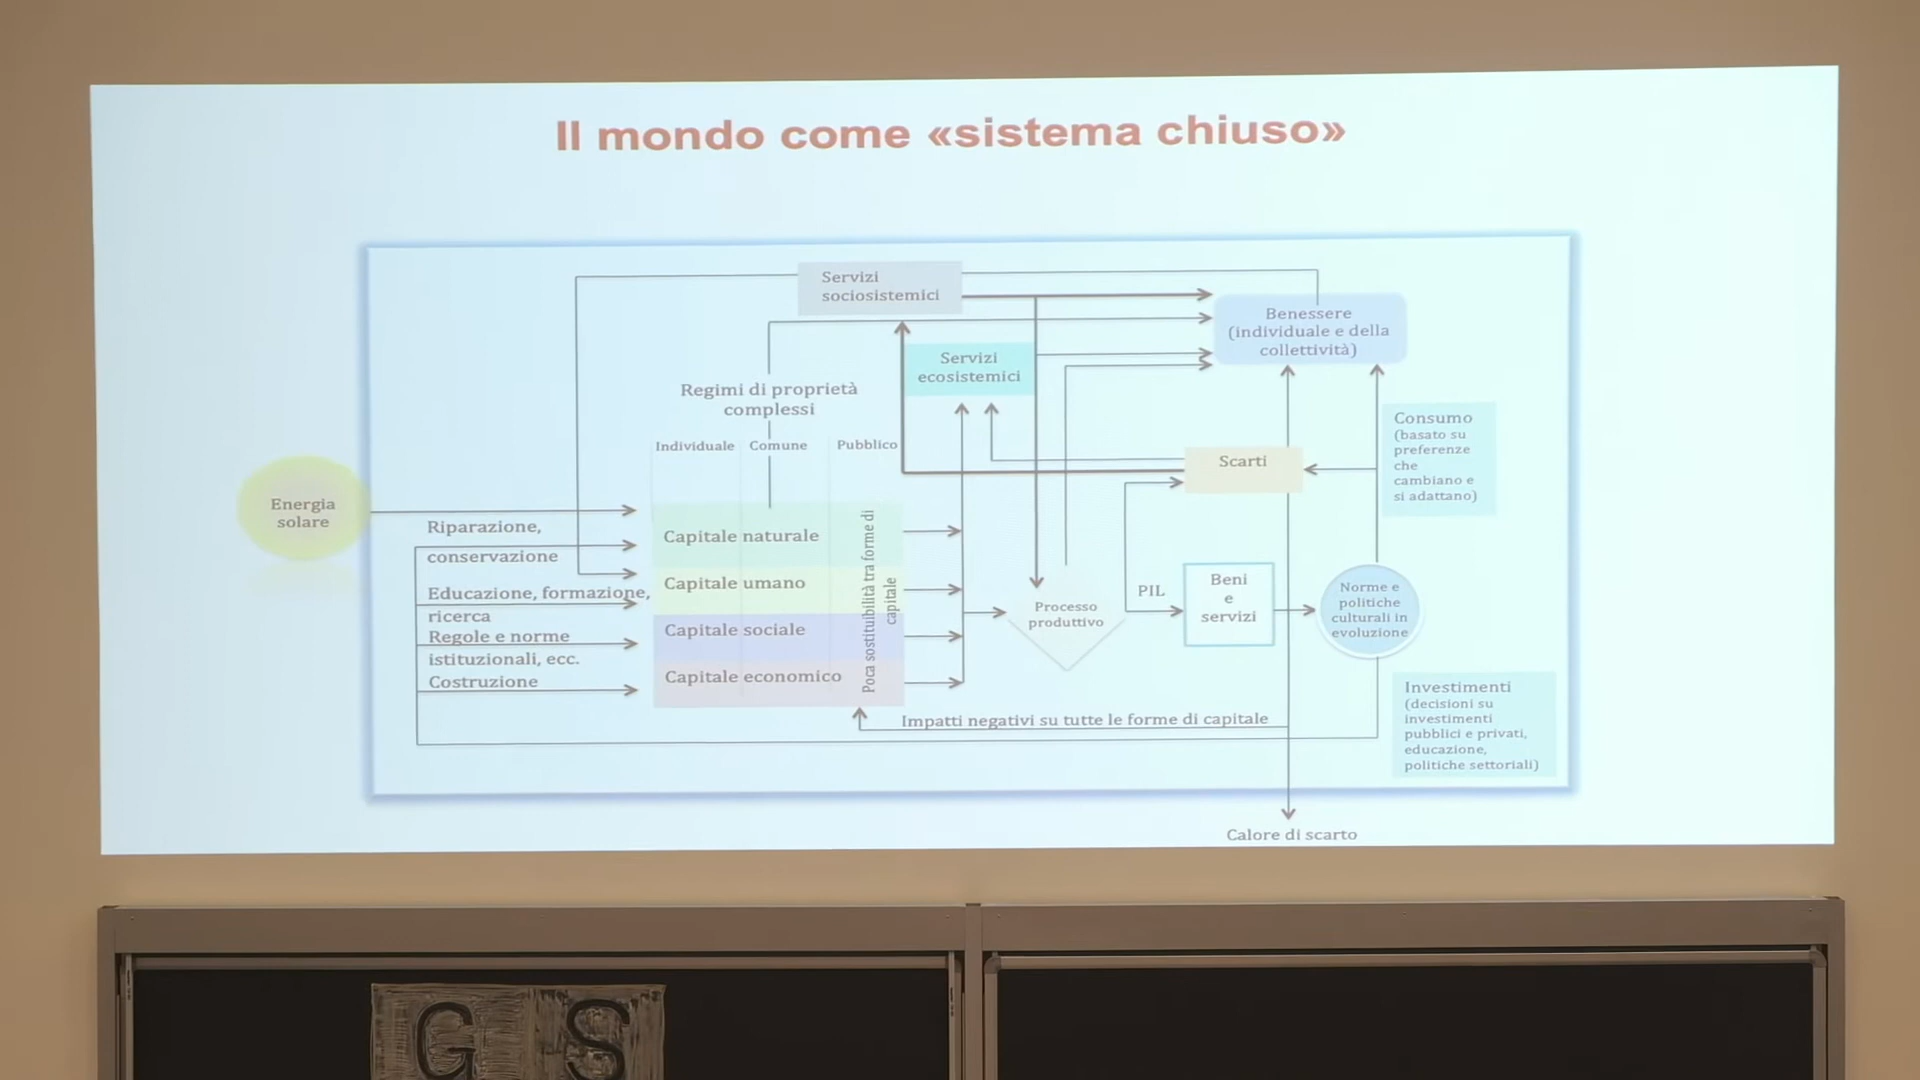 Il mondo come «sistema chiuso»
Servizi
sociosistemici
Benessere
(individuale e della
collettività)
Servizi
ecosistemici
Regimi di proprietà
complessi
Individuale
Comune
Pubblico
Consumo
(basato su
preferenze
che
cambiano e
si adattano)
Scarti
Energia
solare
Riparazione,
conservazione
Educazione, formazione,
ricerca
Regole e norme
istituzionali, ecc.
Costruzione
Capitale naturale
Capitale umano
Capitale sociale
Capitale economico
Poca sostituibilità tra forme di
capitale
Processo
produttivo
PIL
Beni
e
servizi
Norme e
politiche
culturali in
evoluzione
Investimenti
(decisioni su
investimenti
pubblici e privati,
educazione,
politiche settoriali)
Impatti negativi su tutte le forme di capitale
Calore di scarto
G S